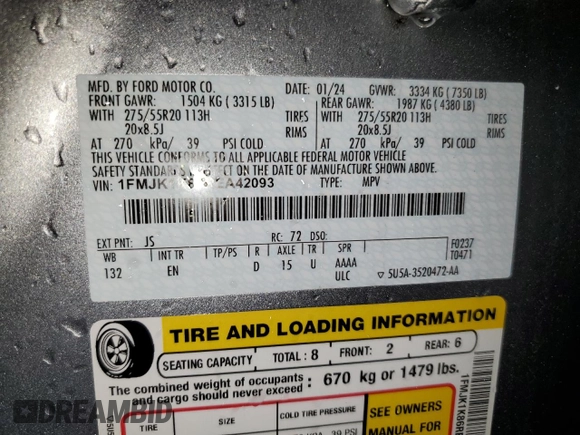 MFD. BY FORD MOTOR CO.
DATE: 01/24 GVWR: 3334 KG ( 7350 LB)
FRONT GAWR: 1504 KG ( 3315 LB) REAR GAWR: 1987 KG ( 4380 LB)
WITH 275/55R20 113H TIRES WITH 275/55R20 113H TIRES
20x8.5J RIMS 20x8.5J RIMS
AT 270 kPa/ 39 PSI COLD AT 270 kPa/ 39 PSI COLD
THIS VEHICLE CONFORMS TO ALL APPLICABLE FEDERAL MOTOR VEHICLE
SAFETY STANDARDS IN EFFECT ON THE DATE OF MANUFACTURE SHOWN ABOVE.
VIN: TYPE: MPV
EXT PNT: JS RC: 72 DSO:
WB INT TR TP/PS R AXLE TR SPR F0237
132 EN D 15 U AAAA T0471
ULC 5U5A-3520472-AA
TIRE AND LOADING INFORMATION
SEATING CAPACITY TOTAL: 8 FRONT: 2 REAR: 6
The combined weight of occupants
and cargo should never exceed: 670 kg or 1479 lbs.
TIRE SIZE COLD TIRE PRESSURE SEE OWNERS
MANUAL FOR
DREAMBID